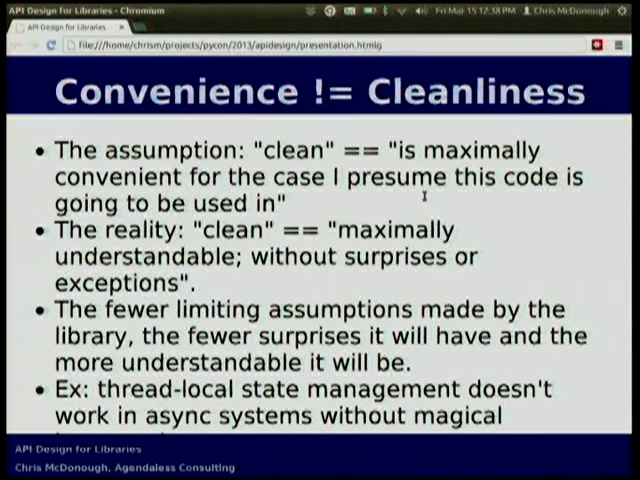 API Design for Libraries - Chromium
Fri Mar 15 12:38 PM
Chris McDonough
API Design for Libraries
file:///home/chrism/projects/pycon/2013/apidesign/presentation.html
Convenience != Cleanliness
• The assumption: "clean" == "is maximally
convenient for the case I presume this code is
going to be used in"
• The reality: "clean" == "maximally
understandable; without surprises or
exceptions".
• The fewer limiting assumptions made by the
library, the fewer surprises it will have and the
more understandable it will be.
• Ex: thread-local state management doesn't
work in async systems without magical
API Design for Libraries
Chris McDonough, Agendaless Consulting